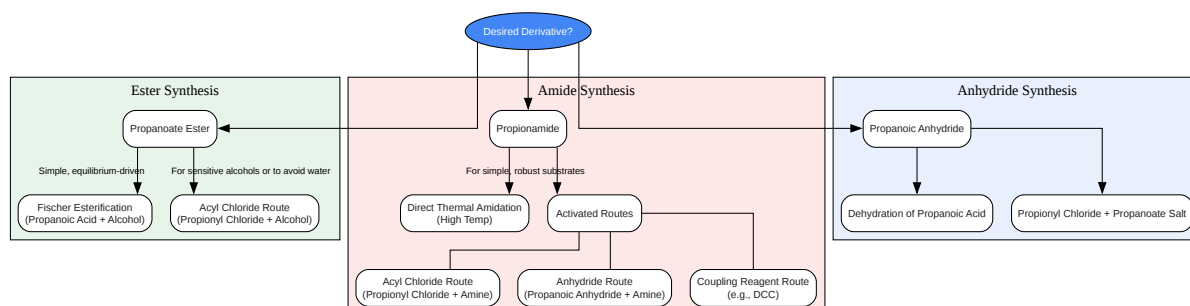 Desired Derivative?
Ester Synthesis
Amide Synthesis
Anhydride Synthesis
Propanoate Ester
Propionamide
Propanoic Anhydride
Simple, equilibrium-driven
For sensitive alcohols or to avoid water
For simple, robust substrates
Fischer Esterification
(Propanoic Acid + Alcohol)
Acyl Chloride Route
(Propionyl Chloride + Alcohol)
Direct Thermal Amidation
(High Temp)
Activated Routes
Dehydration of Propanoic Acid
Propionyl Chloride + Propanoate Salt
Acyl Chloride Route
(Propionyl Chloride + Amine)
Anhydride Route
(Propanoic Anhydride + Amine)
Coupling Reagent Route
(e.g., DCC)